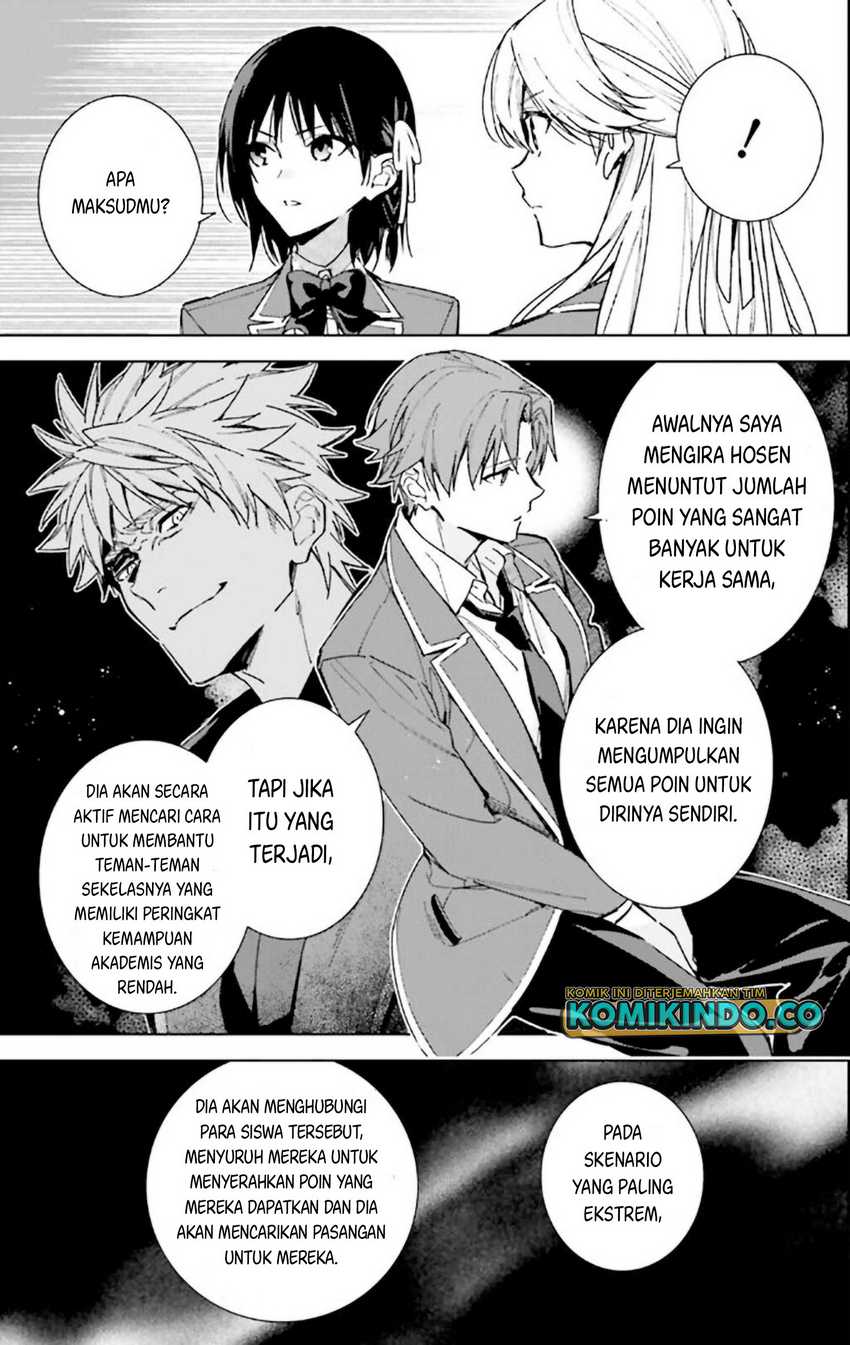 !
APA
MAKSUDMU?
AWALNYA SAYA
MENGIRA HOSEN
MENUNTUT JUMLAH
POIN YANG SANGAT
BANYAK UNTUK
KERJA SAMA,
KARENA DIA INGIN
MENGUMPULKAN
SEMUA POIN UNTUK
DIRINYA SENDIRI.
TAPI JIKA
ITU YANG
TERJADI,
DIA AKAN SECARA
AKTIF MENCARI CARA
UNTUK MEMBANTU
TEMAN-TEMAN
SEKELASNYA YANG
MEMILIKI PERINGKAT
KEMAMPUAN
AKADEMIS YANG
RENDAH.
KOMIK INI DITERJEMAHKAN TIM
KOMIKINDO.CO
PADA
SKENARIO
YANG PALING
EKSTREM,
DIA AKAN MENGHUBUNGI
PARA SISWA TERSEBUT,
MENYURUH MEREKA UNTUK
MENYERAHKAN POIN YANG
MEREKA DAPATKAN DAN DIA
AKAN MENCARIKAN PASANGAN
UNTUK MEREKA.